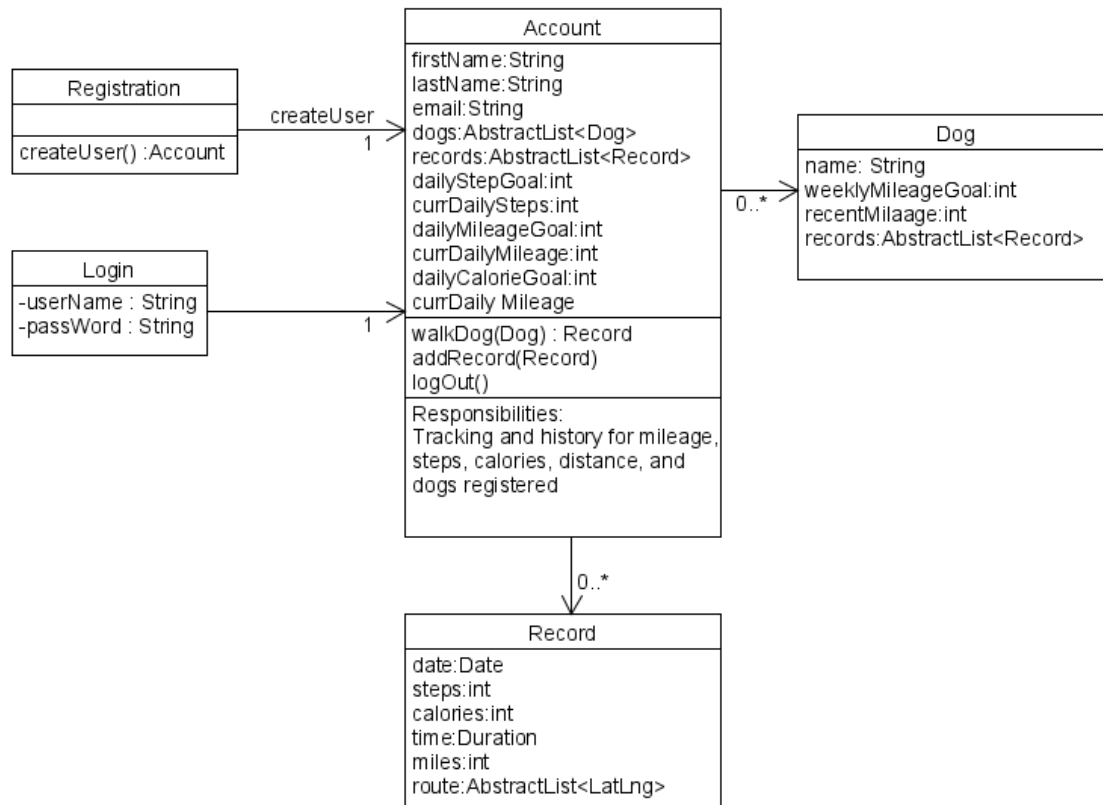 Registration
createUser() :Account
createUser
1
Login
-userName : String
-passWord : String
1
Account
firstName:String
lastName:String
email:String
dogs:AbstractList<Dog>
records:AbstractList<Record>
dailyStepGoal:int
currDailySteps:int
dailyMileageGoal:int
currDailyMileage:int
dailyCalorieGoal:int
currDaily Mileage
walkDog(Dog) : Record
addRecord(Record)
logOut()
Responsibilities:
Tracking and history for mileage,
steps, calories, distance, and
dogs registered
0..*
Dog
name: String
weeklyMileageGoal:int
recentMilaage:int
records:AbstractList<Record>
0..*
Record
date:Date
steps:int
calories:int
time:Duration
miles:int
route:AbstractList<LatLng>